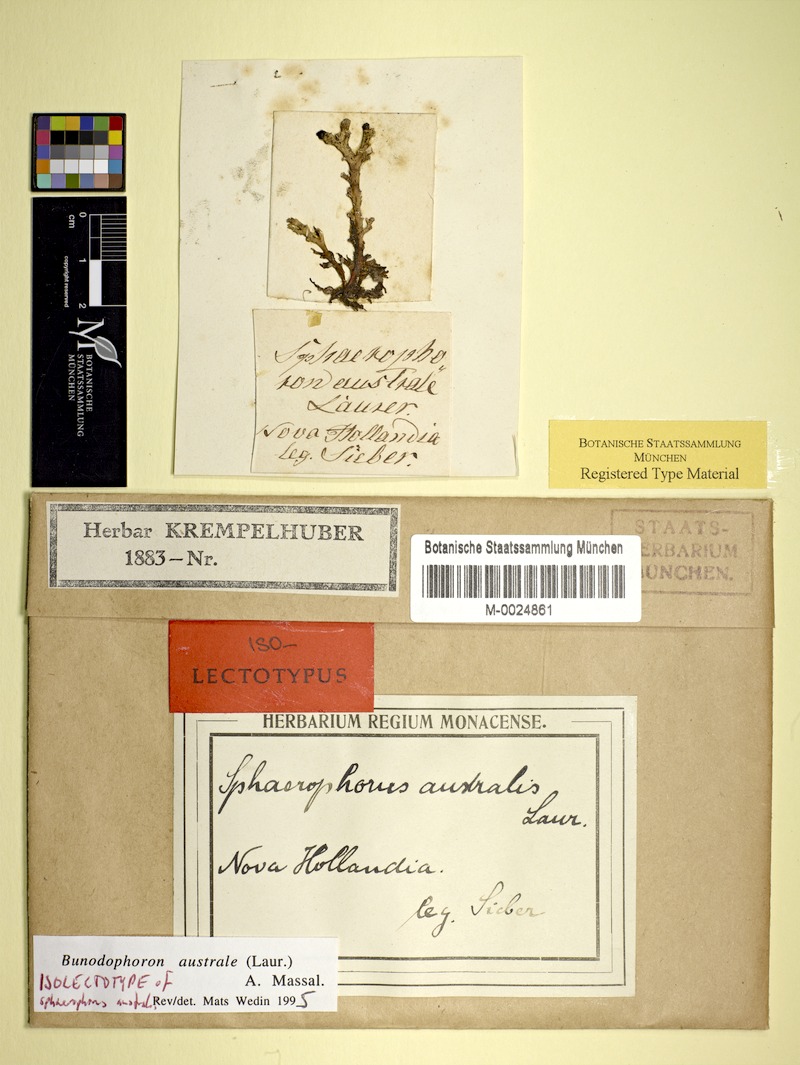 0
1
2
cm
copyright reserved
BOTANISCHE
STAATSSAMMLUNG
MÜNCHEN
Sphaeropho
ron australe
Laurer.
Nova Hollandia
leg. Sieber.
BOTANISCHE STAATSSAMMLUNG
MÜNCHEN
Registered Type Material
Herbar KREMPELHUBER
1883-Nr.
Botanische Staatssammlung München
M-0024861
STAATS-
HERBARIUM
MÜNCHEN.
ISO-
LECTOTYPUS
HERBARIUM REGIUM MONACENSE.
Sphaerophorus australis
Laur.
Nova Hollandia.
leg. Sieber
Bunodophoron australe (Laur.)
ISOLECTOTYPE of A. Massal.
Sphaerophorus australis Rev/det. Mats Wedin 1995